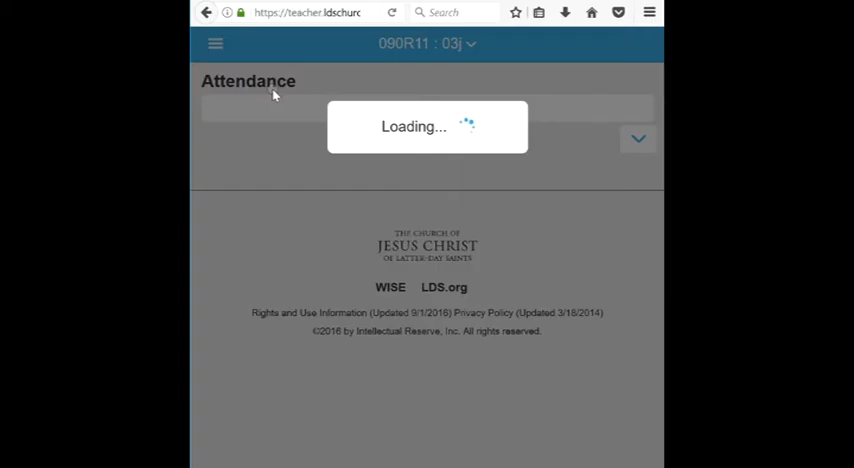 https://teacher.ldschurc
Search
090R11 : 03j
Attendance
Loading...
THE CHURCH OF
JESUS CHRIST
OF LATTER-DAY SAINTS
WISE LDS.org
Rights and Use Information (Updated 9/1/2016) Privacy Policy (Updated 3/18/2014)
©2016 by Intellectual Reserve, Inc. All rights reserved.